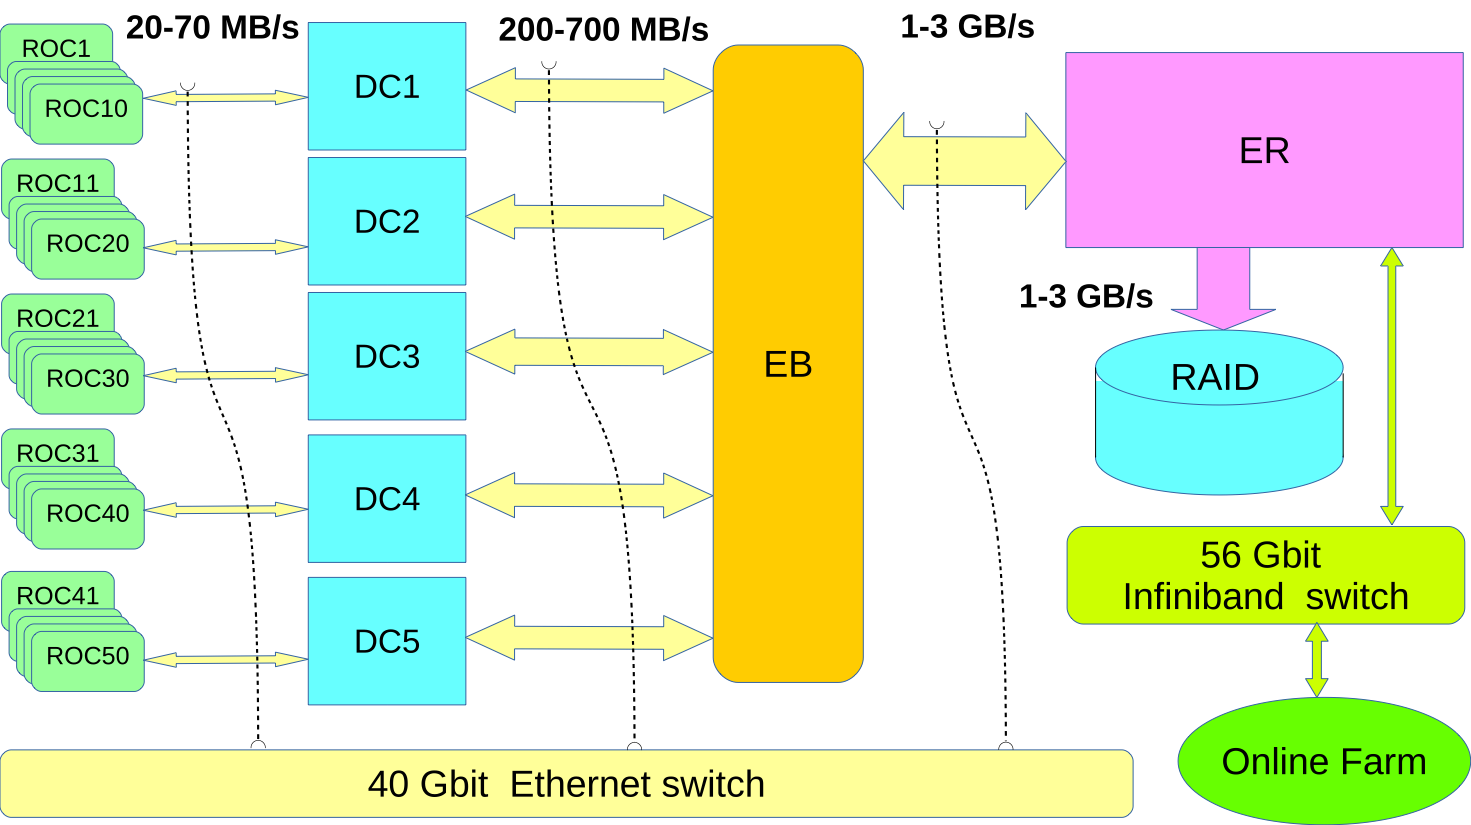 20-70 MB/s
200-700 MB/s
1-3 GB/s
ROC1
ROC10
DC1
ROC11
ROC20
DC2
ROC21
ROC30
DC3
ROC31
ROC40
DC4
ROC41
ROC50
DC5
EB
ER
1-3 GB/s
RAID
56 Gbit
Infiniband  switch
Online Farm
40 Gbit  Ethernet switch